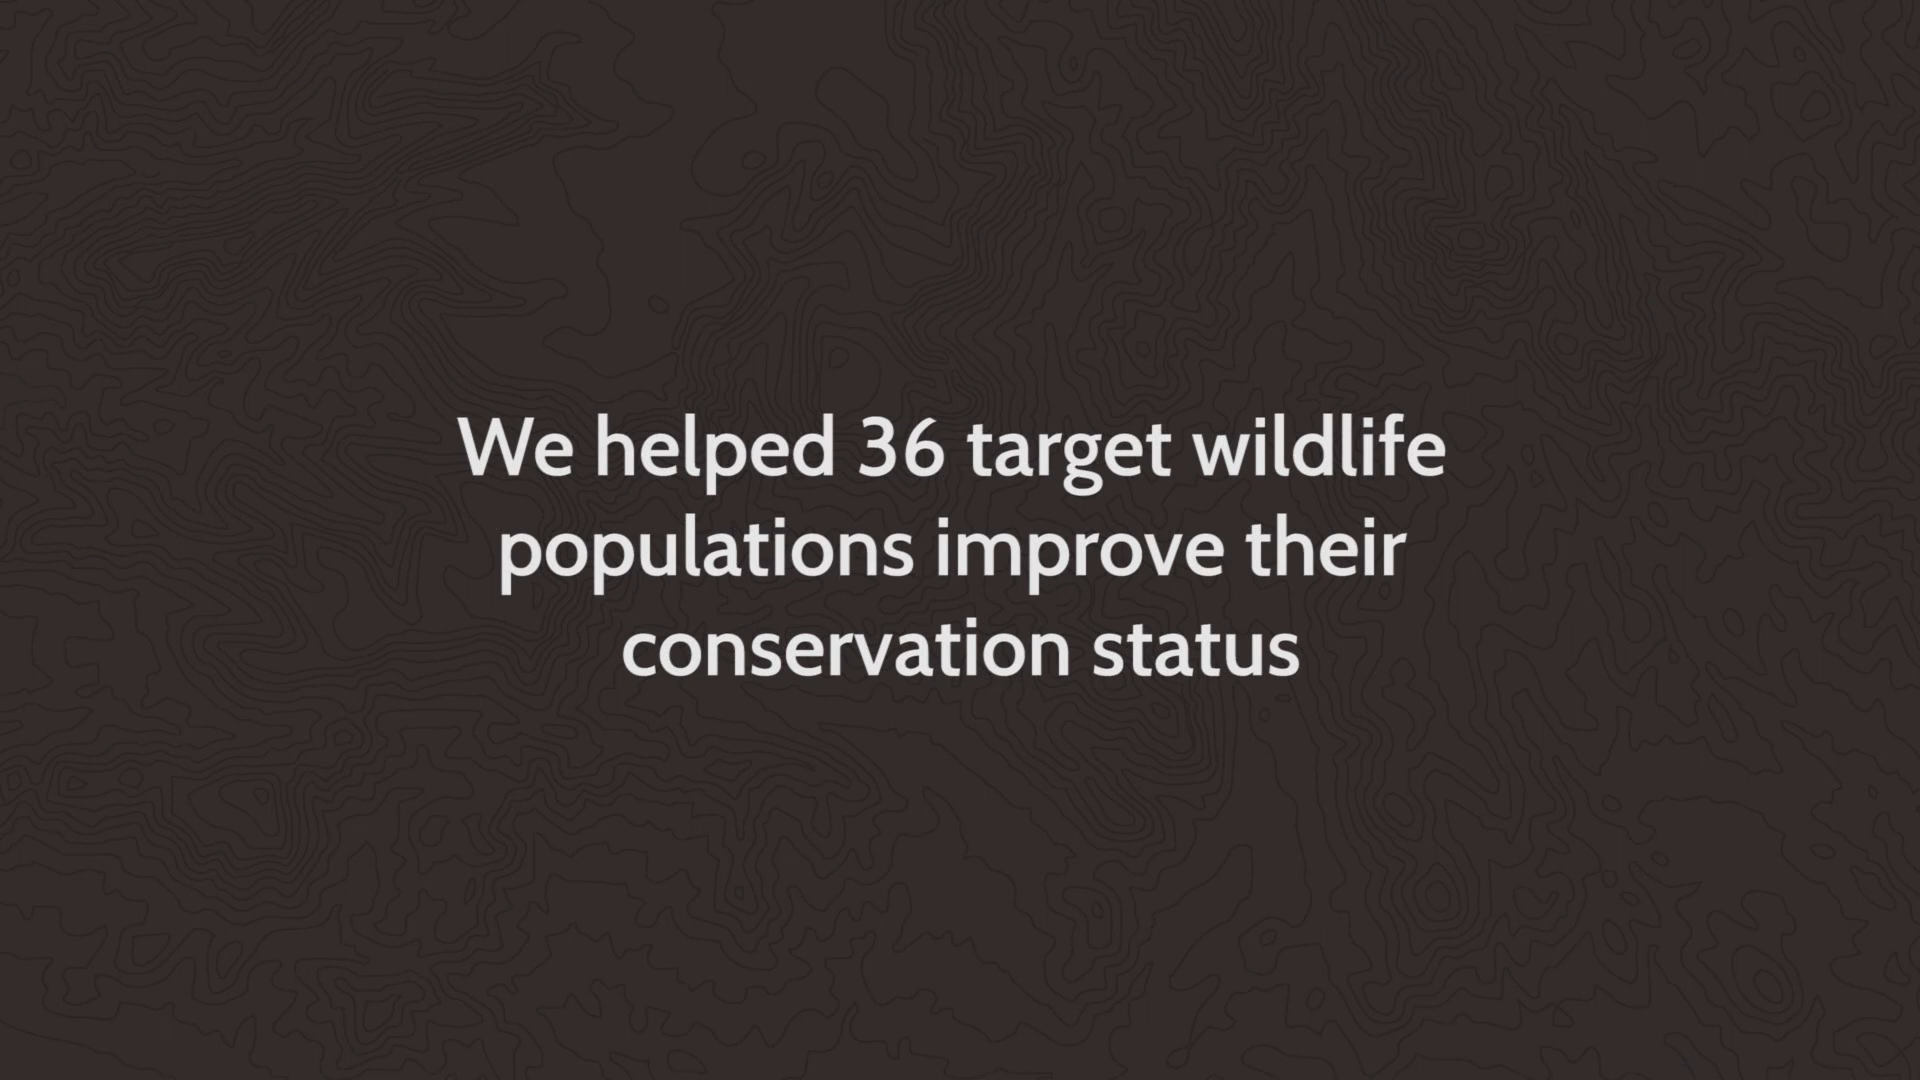 We helped 36 target wildlife
populations improve their
conservation status